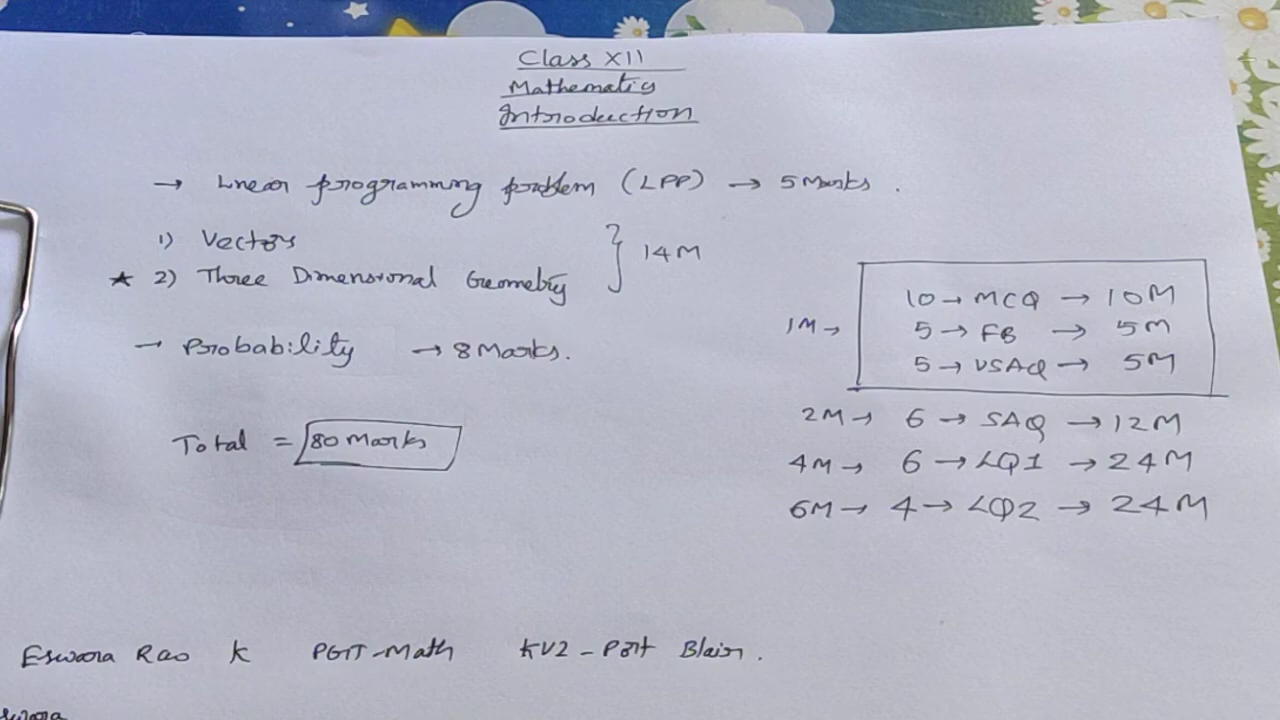 Class XII
Mathematics
Introduction
→ Linear programming problem (LPP) → 5 Marks .
1) Vectors
★ 2) Three Dimensional Geometry } 14M
→ Probability → 8 Marks.
Total = 80 Marks
1M →
10 → MCQ → 10M
5 → FB → 5M
5 → VSAQ → 5M
2M → 6 → SAQ → 12M
4M → 6 → LQ1 → 24M
6M → 4 → LQ2 → 24M
Eswara Rao K PGT-Math KV2 - Port Blair .